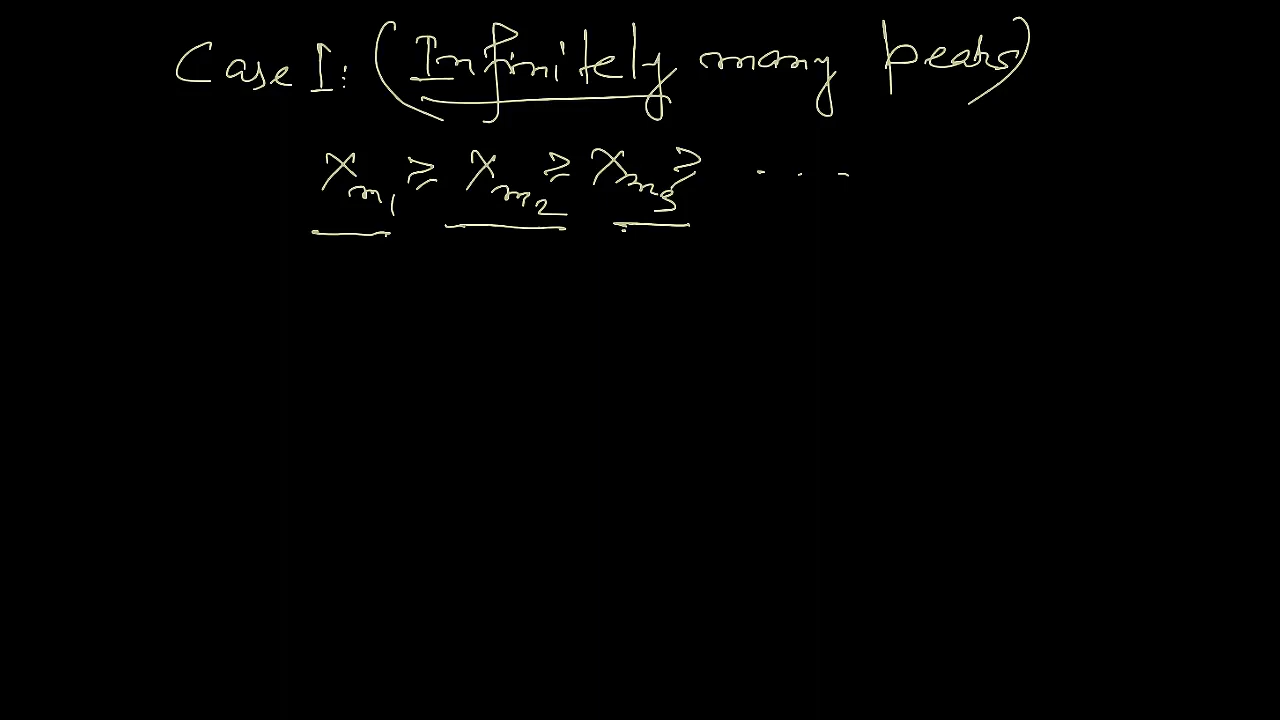 Case I: (Infinitely many peaks)
x_{m_1} ≥ x_{m_2} ≥ x_{m_3} ≥ ....